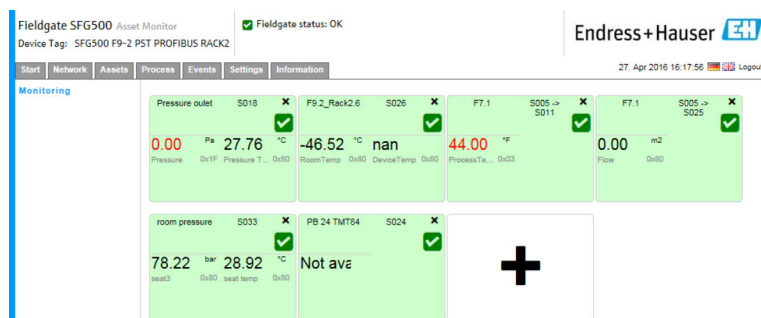 Fieldgate SFG500 Asset Monitor
Fieldgate status: OK
Device Tag: SFG500 F9-2 PST PROFIBUS RACK2
Endress+Hauser EH
Start Network Assets Process Events Settings Information
27. Apr 2016 16:17:56 Logout
Monitoring
Pressure oulet S018
0.00 Pa 27.76 °C
Pressure 0x1F Pressure T... 0x80
F9.2_Rack2.6 S026
-46.52 °C nan
RoomTemp 0x80 DeviceTemp 0x80
F7.1 S005 ->
S011
44.00 °F
ProcessTe... 0x03
F7.1 S005 ->
S025
0.00 m2
Flow 0x80
room pressure S033
78.22 bar 28.92 °C
seat3 0x80 seat temp 0x80
PB 24 TMT84 S024
Not ava